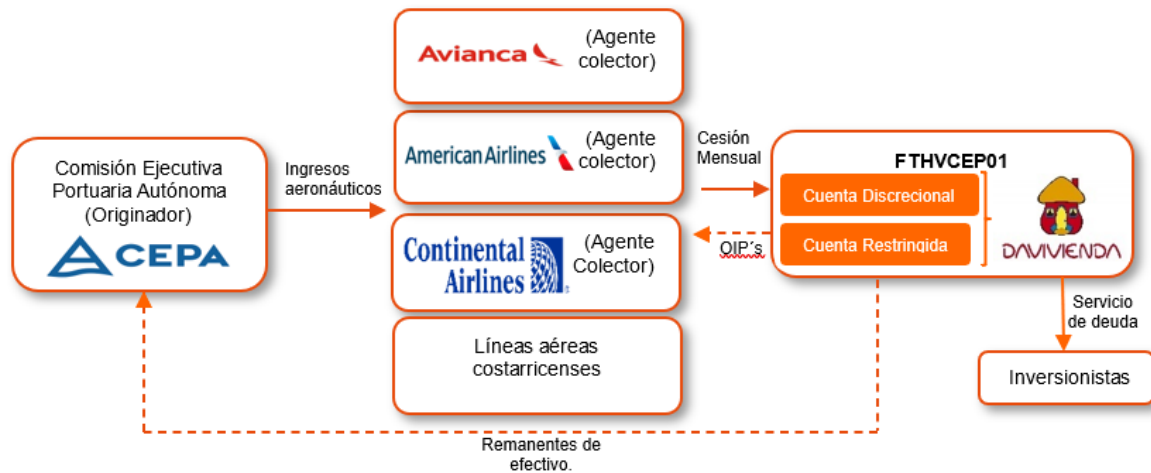 Comisión Ejecutiva
Portuaria Autónoma
(Originador)
CEPA
Ingresos
aeronáuticos
Avianca
(Agente
colector)
American Airlines
(Agente
colector)
Continental
Airlines
(Agente
Colector)
Líneas aéreas
costarricenses
Cesión
Mensual
OIP´s
FTHVCEP01
Cuenta Discrecional
Cuenta Restringida
DAVIVIENDA
Servicio
de deuda
Inversionistas
Remanentes de
efectivo.